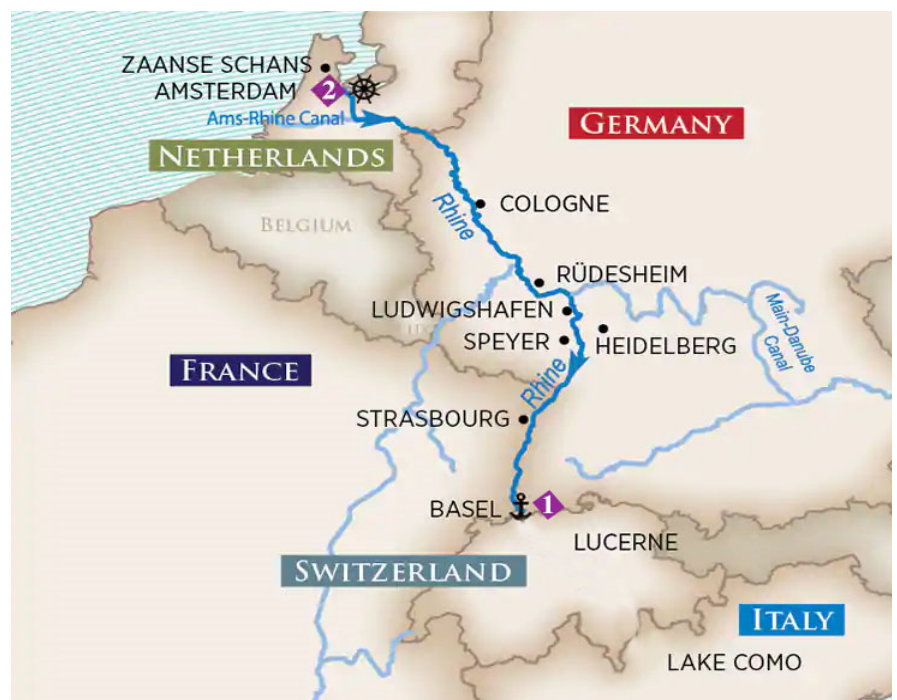 ZAANSE SCHANS
AMSTERDAM
2
Ams-Rhine Canal
GERMANY
NETHERLANDS
BELGIUM
Rhine
COLOGNE
RÜDESHEIM
LUDWIGSHAFEN
SPEYER
HEIDELBERG
Main-Danube
Canal
FRANCE
Rhine
STRASBOURG
BASEL
1
LUCERNE
SWITZERLAND
ITALY
LAKE COMO